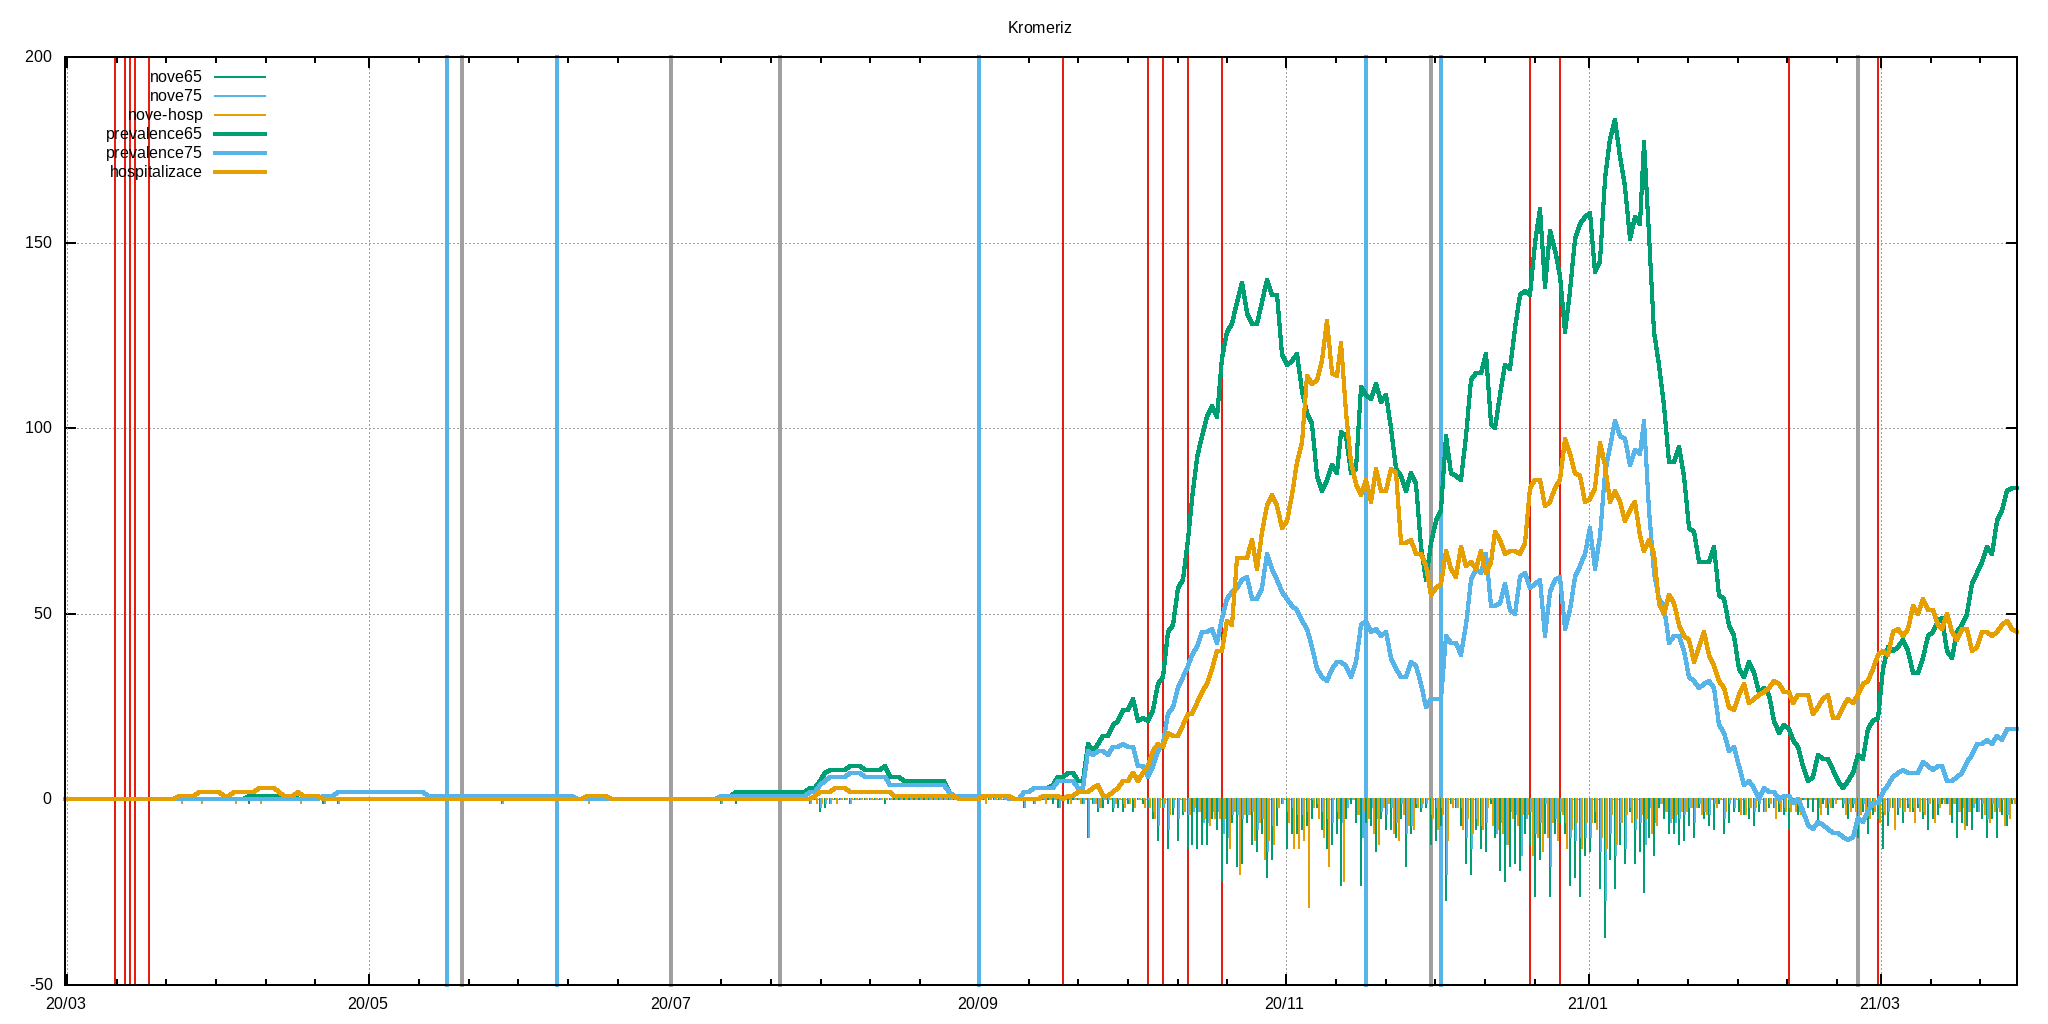 Kromeriz
200
nove65
nove75
nove-hosp
prevalence65
prevalence75
hospitalizace
150
100
50
0
-50
20/03 20/05 20/07 20/09 20/11 21/01 21/03